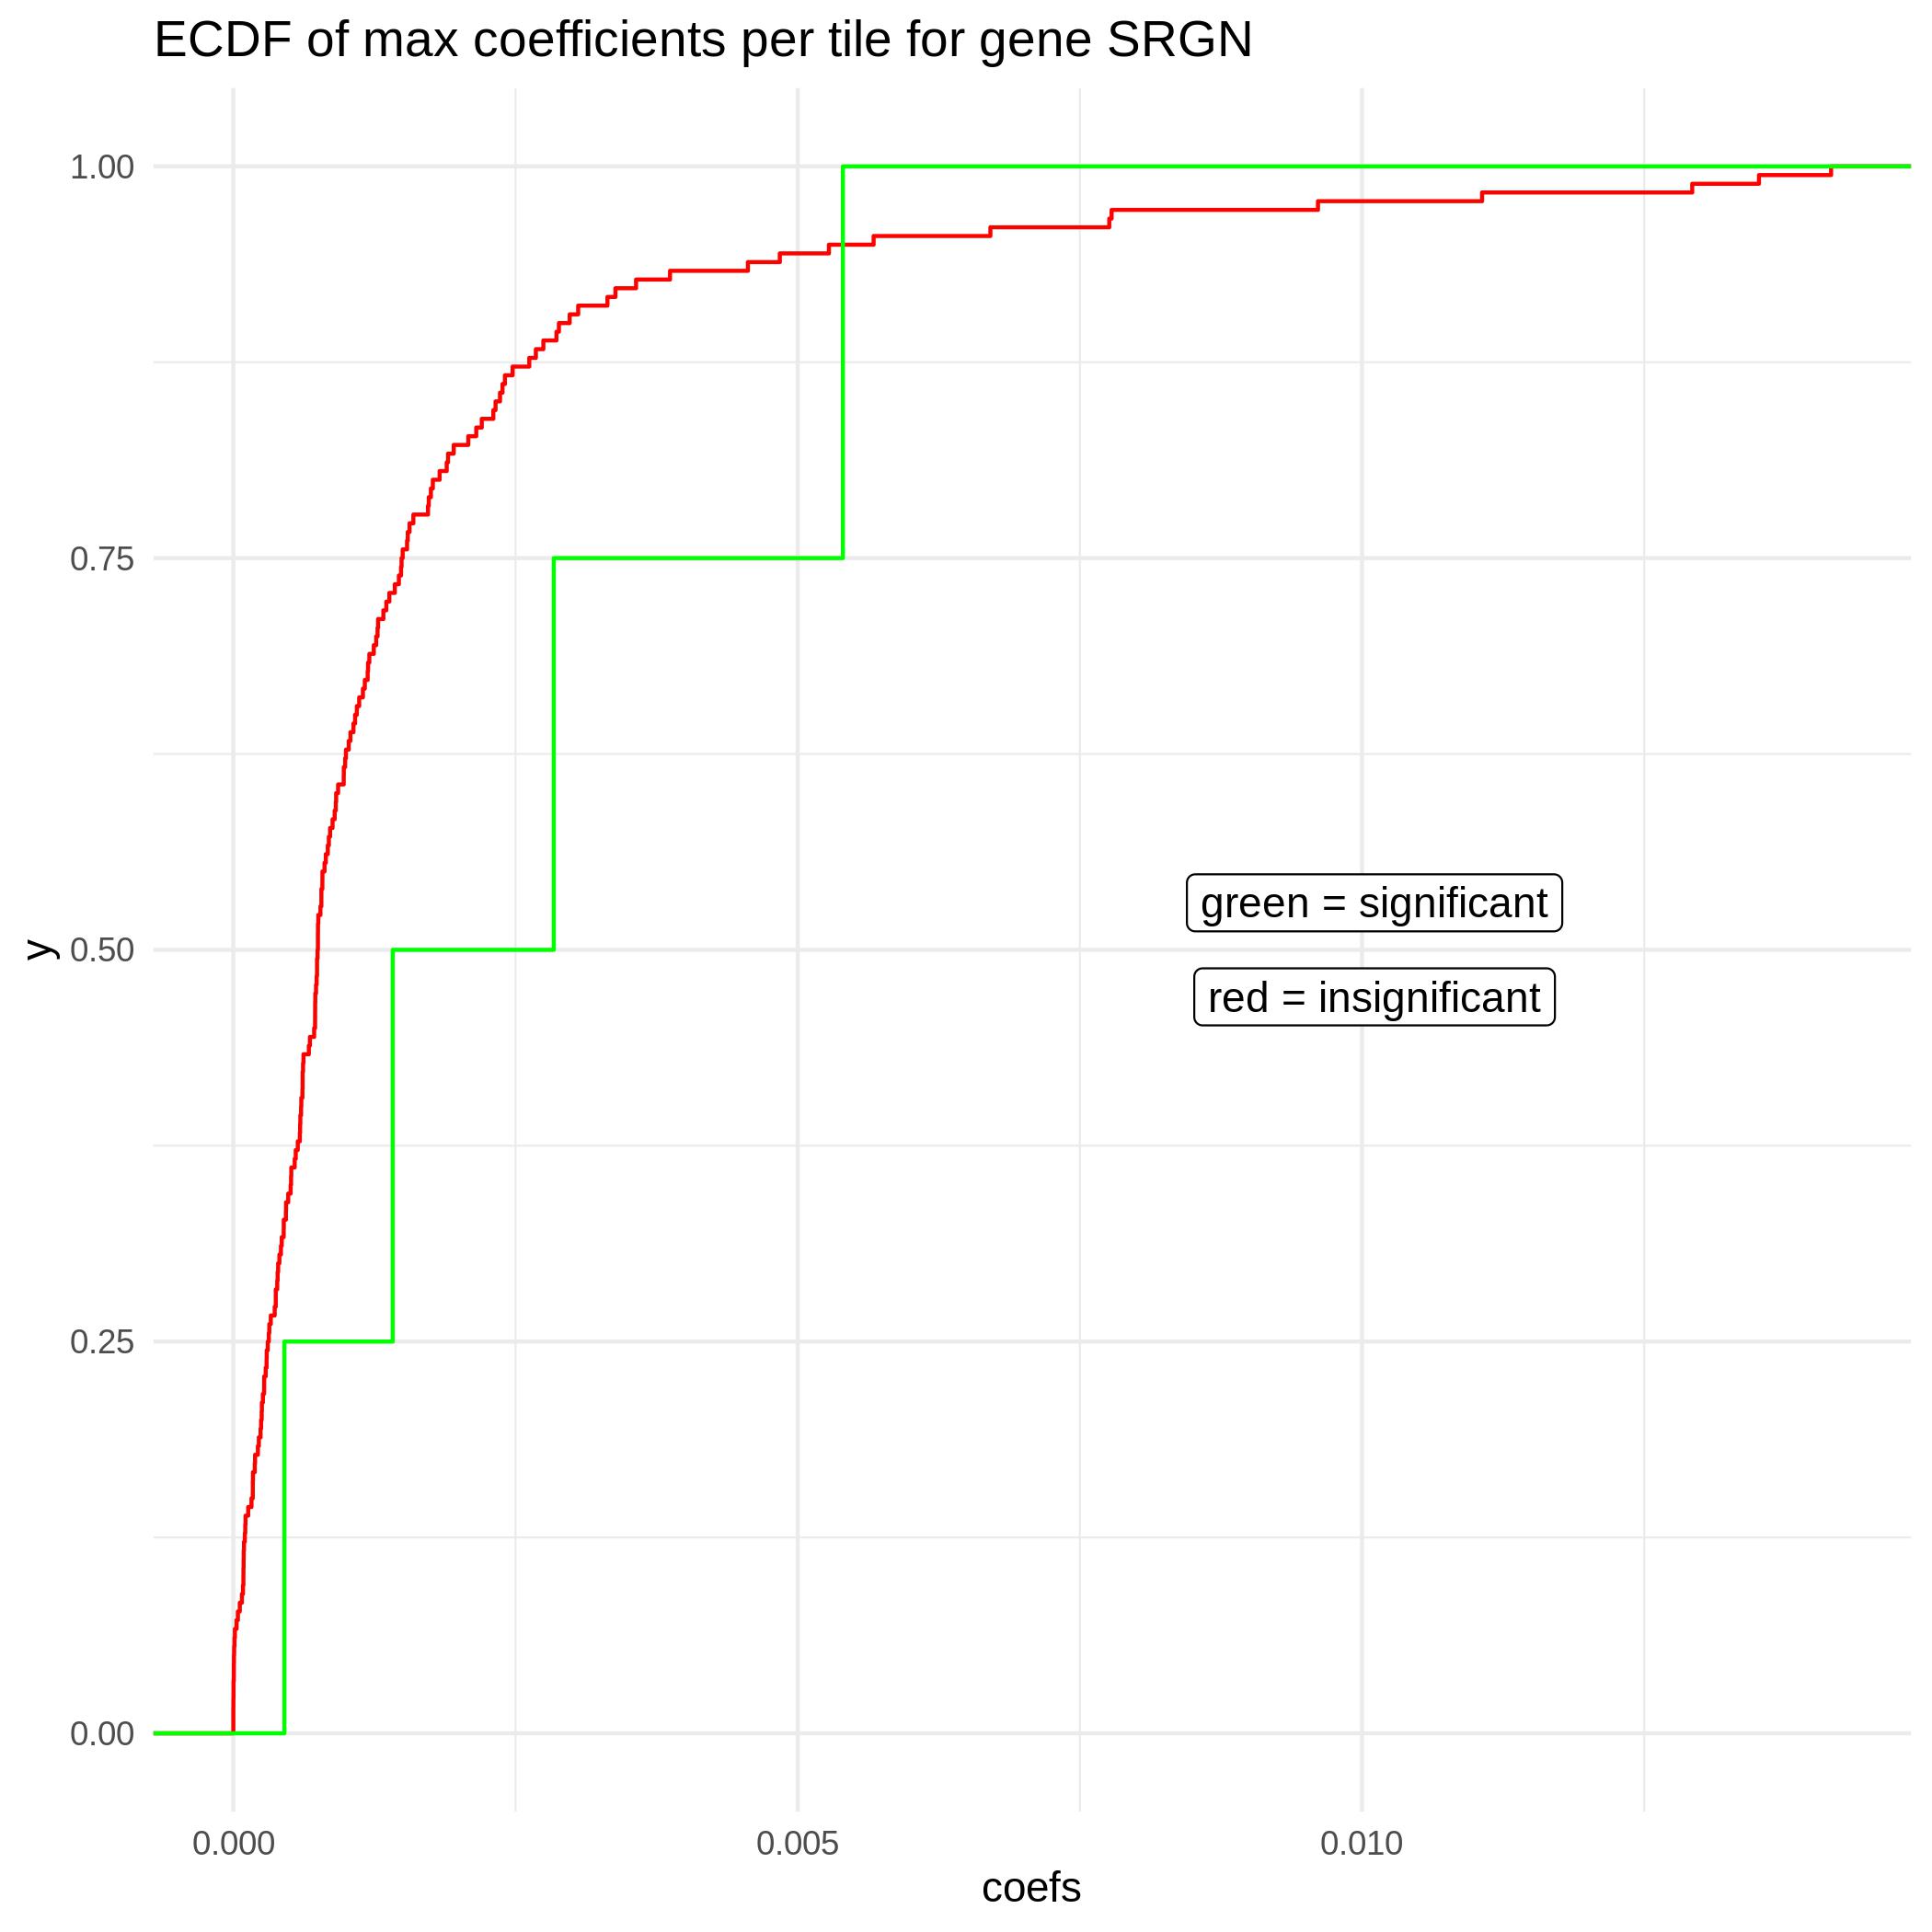 ECDF of max coefficients per tile for gene SRGN
1.00
0.75
0.50
0.25
0.00
y
green = significant
red = insignificant
0.000 0.005 0.010
coefs